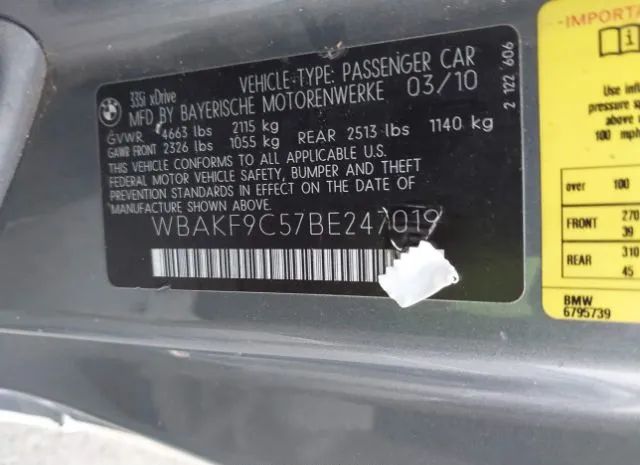 335i xDrive
VEHICLE-TYPE: PASSENGER CAR
MFD BY BAYERISCHE MOTORENWERKE 03/10
GVWR 4663 lbs 2115 kg
GAWR FRONT 2326 lbs 1055 kg REAR 2513 lbs 1140 kg
THIS VEHICLE CONFORMS TO ALL APPLICABLE U.S.
FEDERAL MOTOR VEHICLE SAFETY, BUMPER AND THEFT
PREVENTION STANDARDS IN EFFECT ON THE DATE OF
MANUFACTURE SHOWN ABOVE.
WBAKF9C57BE247019
2 122 606
-IMPORTA
Use infl
pressure s
100 mph
over 100
FRONT 270
39
REAR 310
45
BMW
6795739